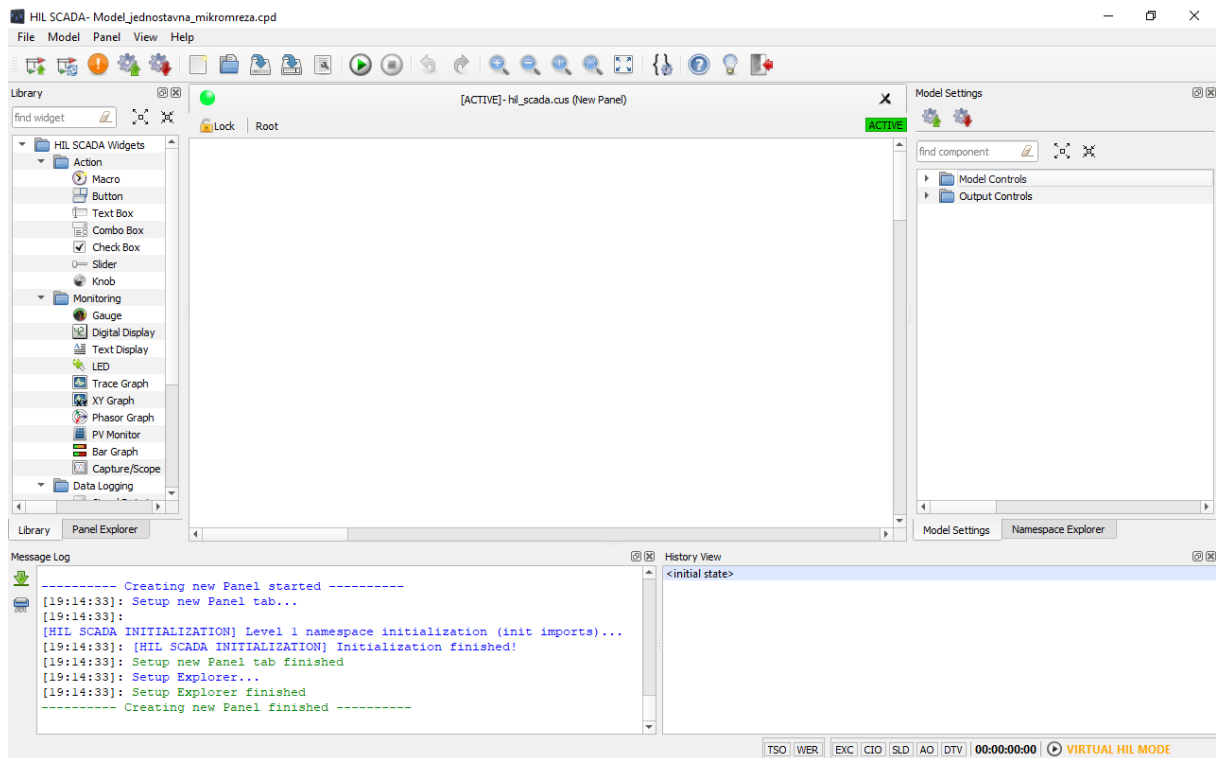 HIL SCADA- Model_jednostavna_mikromreza.cpd
File Model Panel View Help
Library
find widget
HIL SCADA Widgets
Action
Macro
Button
Text Box
Combo Box
Check Box
Slider
Knob
Monitoring
Gauge
Digital Display
Text Display
LED
Trace Graph
XY Graph
Phasor Graph
PV Monitor
Bar Graph
Capture/Scope
Data Logging
Library Panel Explorer
[ACTIVE]- hil_scada.cus (New Panel)
Lock Root
ACTIVE
Model Settings
find component
Model Controls
Output Controls
Model Settings Namespace Explorer
Message Log
---------- Creating new Panel started ----------
[19:14:33]: Setup new Panel tab...
[19:14:33]:
[HIL SCADA INITIALIZATION] Level 1 namespace initialization (init imports)...
[19:14:33]: [HIL SCADA INITIALIZATION] Initialization finished!
[19:14:33]: Setup new Panel tab finished
[19:14:33]: Setup Explorer...
[19:14:33]: Setup Explorer finished
---------- Creating new Panel finished ----------
History View
<initial state>
TSO WER EXC CIO SLD AO DTV 00:00:00:00 VIRTUAL HIL MODE